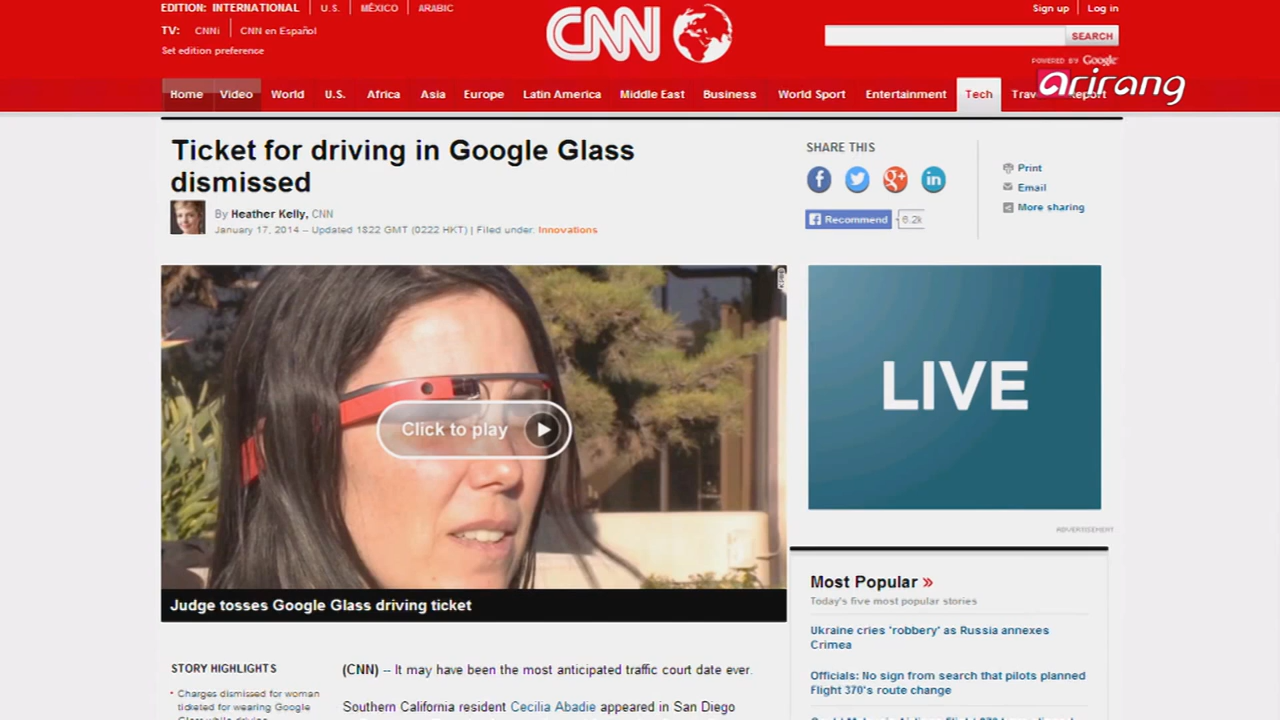 EDITION: INTERNATIONAL U.S. MÉXICO ARABIC
TV: CNNi CNN en Español
Set edition preference
CNN
Sign up Log in
SEARCH
POWERED BY Google
arirang
Home Video World U.S. Africa Asia Europe Latin America Middle East Business World Sport Entertainment Tech
Ticket for driving in Google Glass
dismissed
By Heather Kelly, CNN
January 17, 2014 -- Updated 1822 GMT (0222 HKT) | Filed under: Innovations
SHARE THIS
Recommend 6.2k
Print
Email
More sharing
Click to play
Judge tosses Google Glass driving ticket
LIVE
ADVERTISEMENT
STORY HIGHLIGHTS
Charges dismissed for woman
ticketed for wearing Google
Glass while driving
(CNN) -- It may have been the most anticipated traffic court date ever.
Southern California resident Cecilia Abadie appeared in San Diego
Most Popular »
Today's five most popular stories
Ukraine cries 'robbery' as Russia annexes
Crimea
Officials: No sign from search that pilots planned
Flight 370's route change